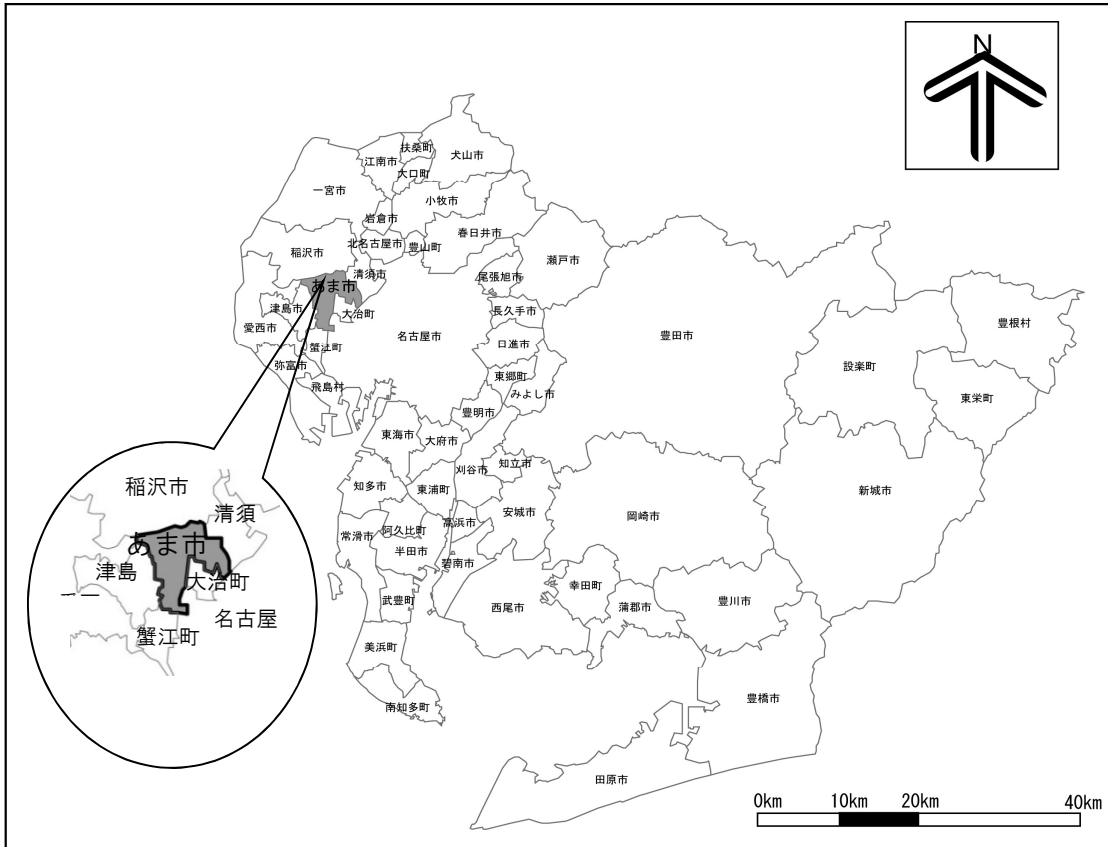 N
扶桑町
犬山市
江南市
大口町
一宮市
小牧市
岩倉市
春日井市
北名古屋市
豊山町
稲沢市
瀬戸市
清須市
尾張旭市
あま市
津島市
大治町
長久手市
豊根村
愛西市
名古屋市
豊田市
日進市
蟹江町
設楽町
弥富市
東郷町
飛島村
みよし市
東栄町
豊明市
東海市
大府市
刈谷市
知立市
知多市
東浦町
新城市
安城市
岡崎市
高浜市
阿久比町
常滑市
半田市
碧南市
幸田町
武豊町
西尾市
蒲郡市
豊川市
美浜町
豊橋市
南知多町
田原市
稲沢市
清須
あま市
津島
大治町
名古屋
蟹江町
0km 10km 20km 40km